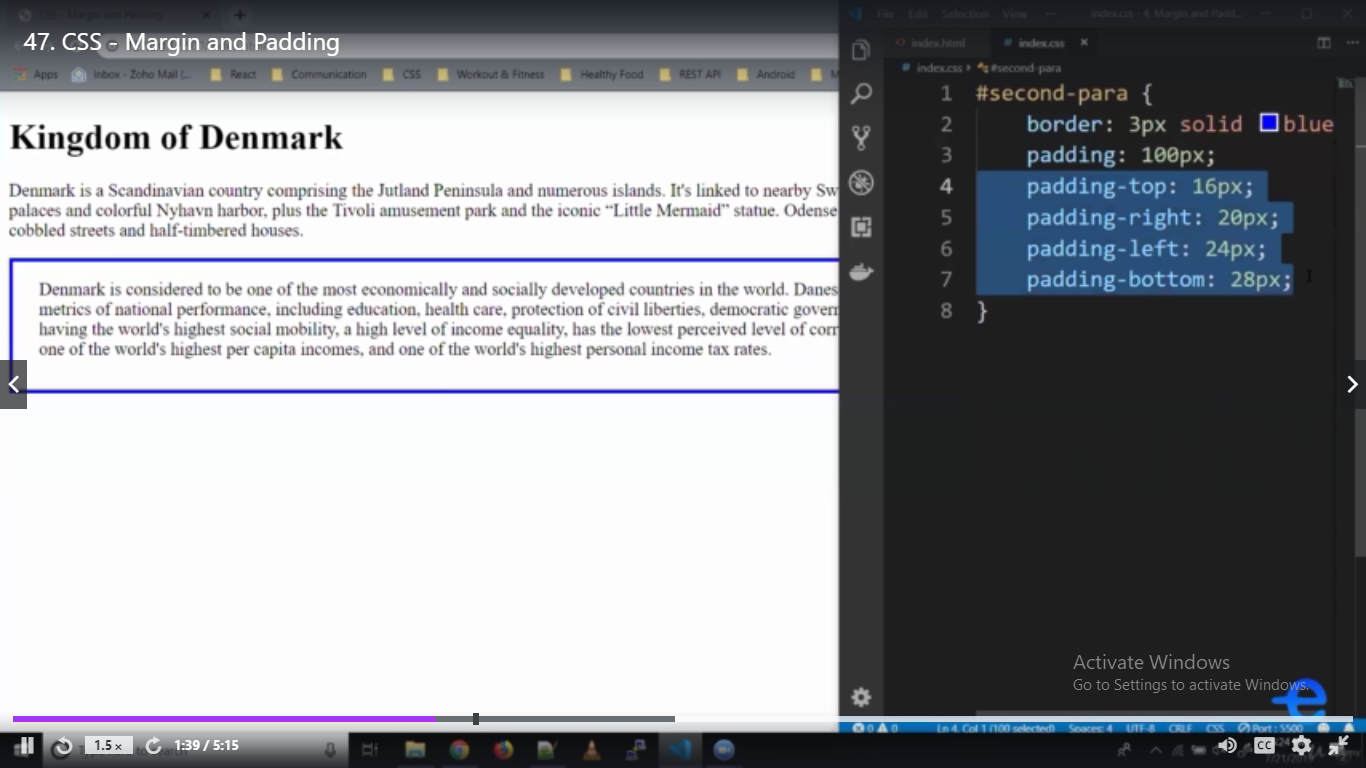 47. CSS - Margin and Padding
File Edit Selection View index.css - 4. Margin and Padd...
index.html index.css
Apps Inbox - Zoho Mail (... React Communication CSS Workout & Fitness Healthy Food REST API Android M
index.css #second-para
Kingdom of Denmark
Denmark is a Scandinavian country comprising the Jutland Peninsula and numerous islands. It's linked to nearby Sw
palaces and colorful Nyhavn harbor, plus the Tivoli amusement park and the iconic “Little Mermaid” statue. Odense
cobbled streets and half-timbered houses.
Denmark is considered to be one of the most economically and socially developed countries in the world. Danes
metrics of national performance, including education, health care, protection of civil liberties, democratic govern
having the world's highest social mobility, a high level of income equality, has the lowest perceived level of corr
one of the world's highest per capita incomes, and one of the world's highest personal income tax rates.
1 #second-para {
2 border: 3px solid blue
3 padding: 100px;
4 padding-top: 16px;
5 padding-right: 20px;
6 padding-left: 24px;
7 padding-bottom: 28px;
8 }
Activate Windows
Go to Settings to activate Windows.
0 0 Ln 4, Col 1 (100 selected) Spaces: 4 UTF-8 CRLF CSS Port : 5500
1.5 x 1:39 / 5:15 CC